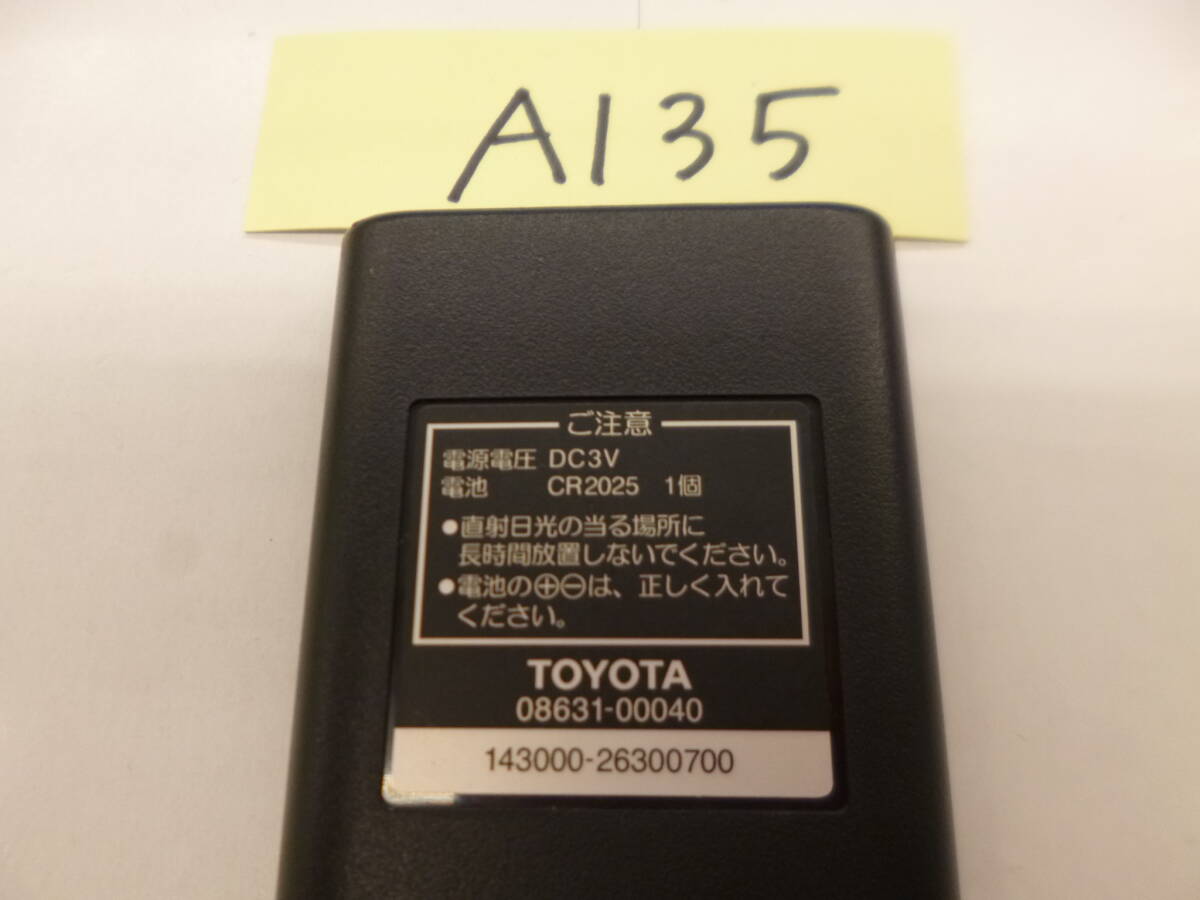 A135
ご注意
電源電圧 DC3V
電池 CR2025 1個
●直射日光の当る場所に
長時間放置しないでください。
●電池の⊕⊖は、正しく入れて
ください。
TOYOTA
08631-00040
143000-26300700